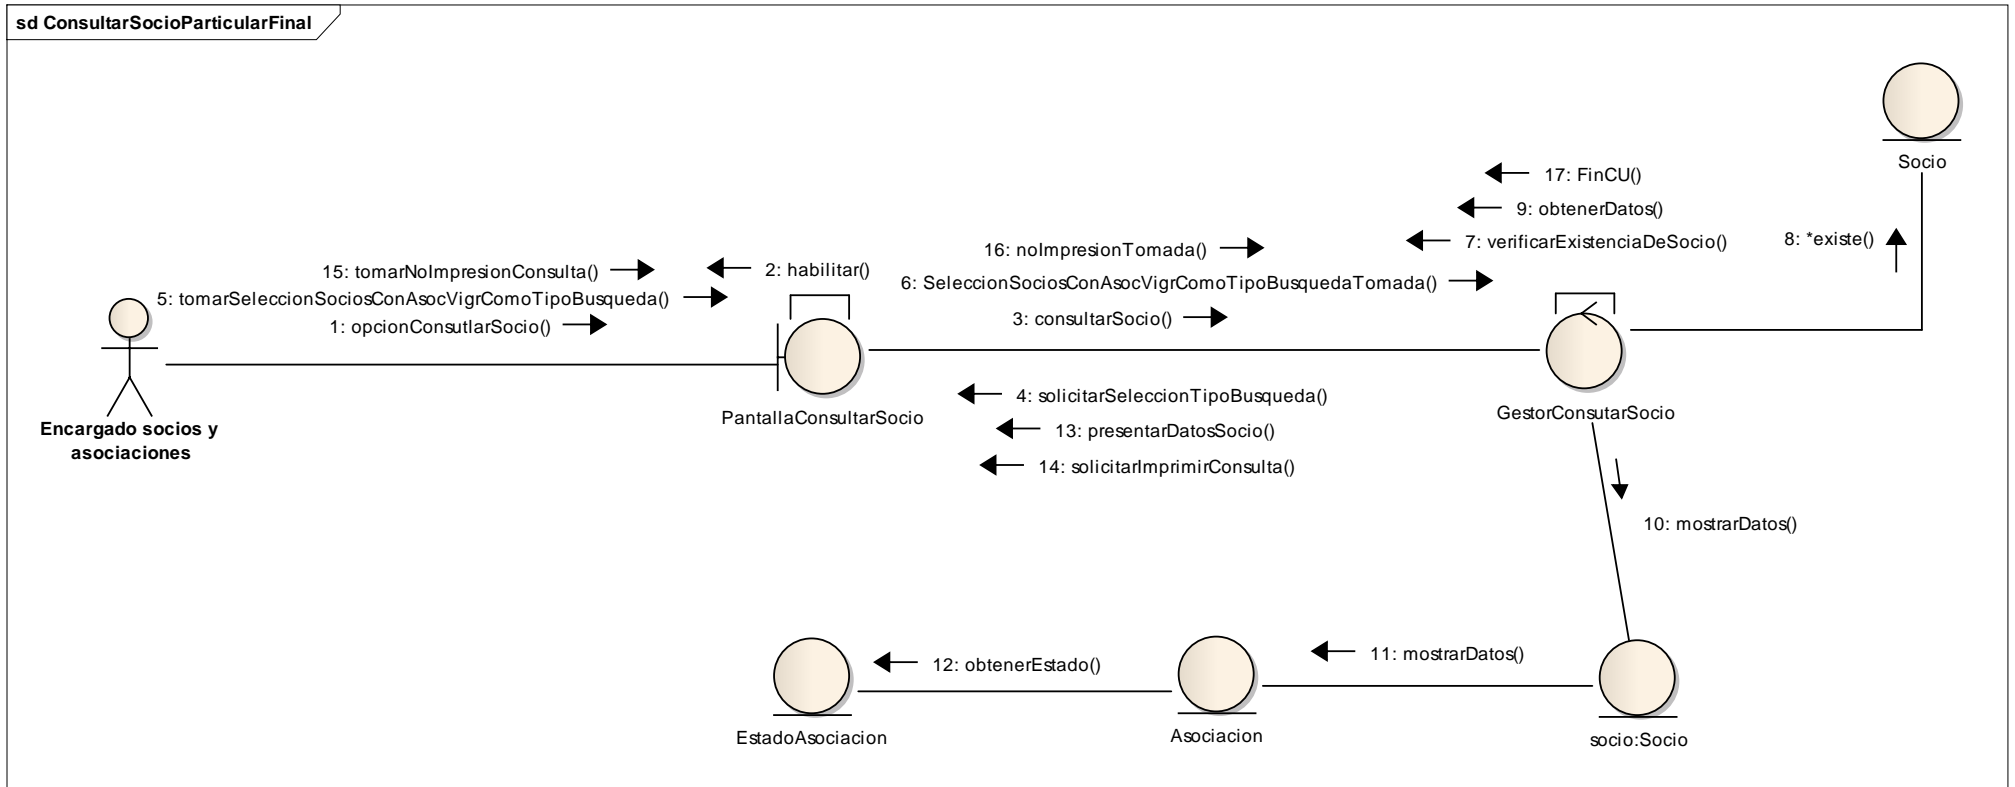 sd ConsultarSocioParticularFinal
Socio
17: FinCU()
9: obtenerDatos()
7: verificarExistenciaDeSocio()
8: *existe()
16: noImpresionTomada()
15: tomarNoImpresionConsulta()
2: habilitar()
6: SeleccionSociosConAsocVigrComoTipoBusquedaTomada()
5: tomarSeleccionSociosConAsocVigrComoTipoBusqueda()
3: consultarSocio()
1: opcionConsutlarSocio()
4: solicitarSeleccionTipoBusqueda()
PantallaConsultarSocio
GestorConsutarSocio
Encargado socios y
asociaciones
13: presentarDatosSocio()
14: solicitarImprimirConsulta()
10: mostrarDatos()
11: mostrarDatos()
12: obtenerEstado()
EstadoAsociacion
Asociacion
socio:Socio